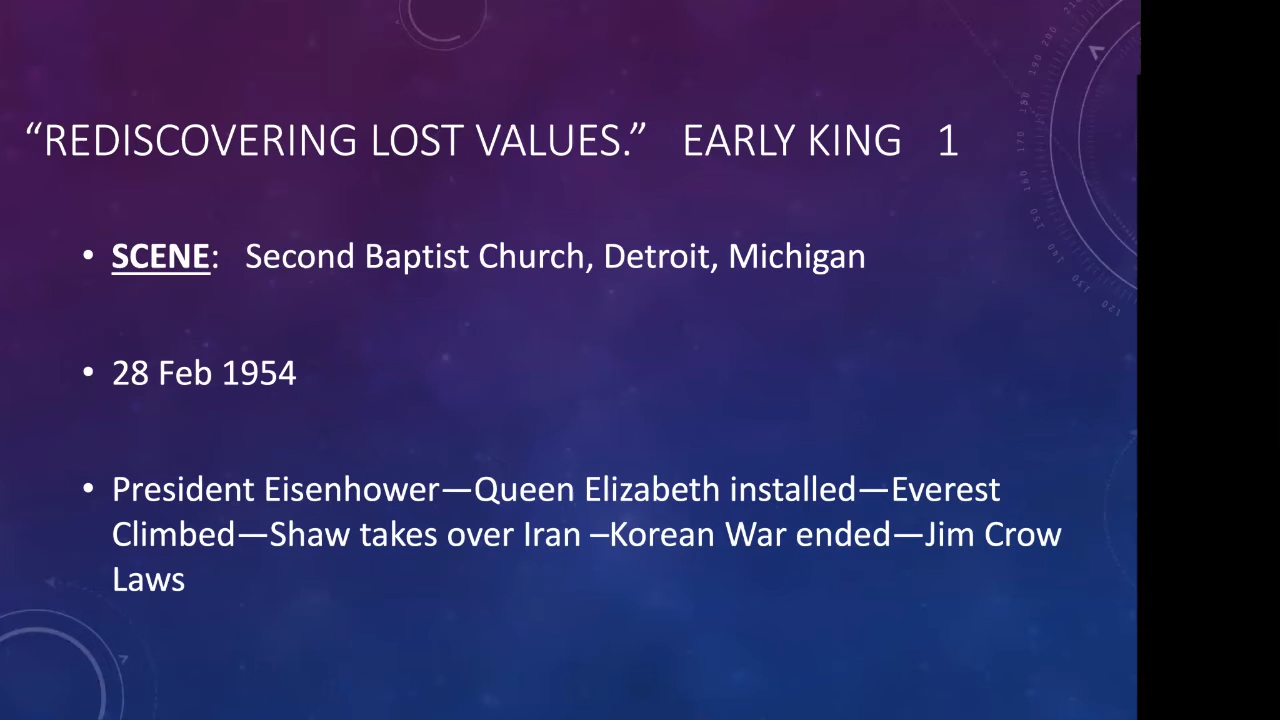 “REDISCOVERING LOST VALUES.” EARLY KING 1
• SCENE: Second Baptist Church, Detroit, Michigan
• 28 Feb 1954
• President Eisenhower—Queen Elizabeth installed—Everest
Climbed—Shaw takes over Iran –Korean War ended—Jim Crow
Laws